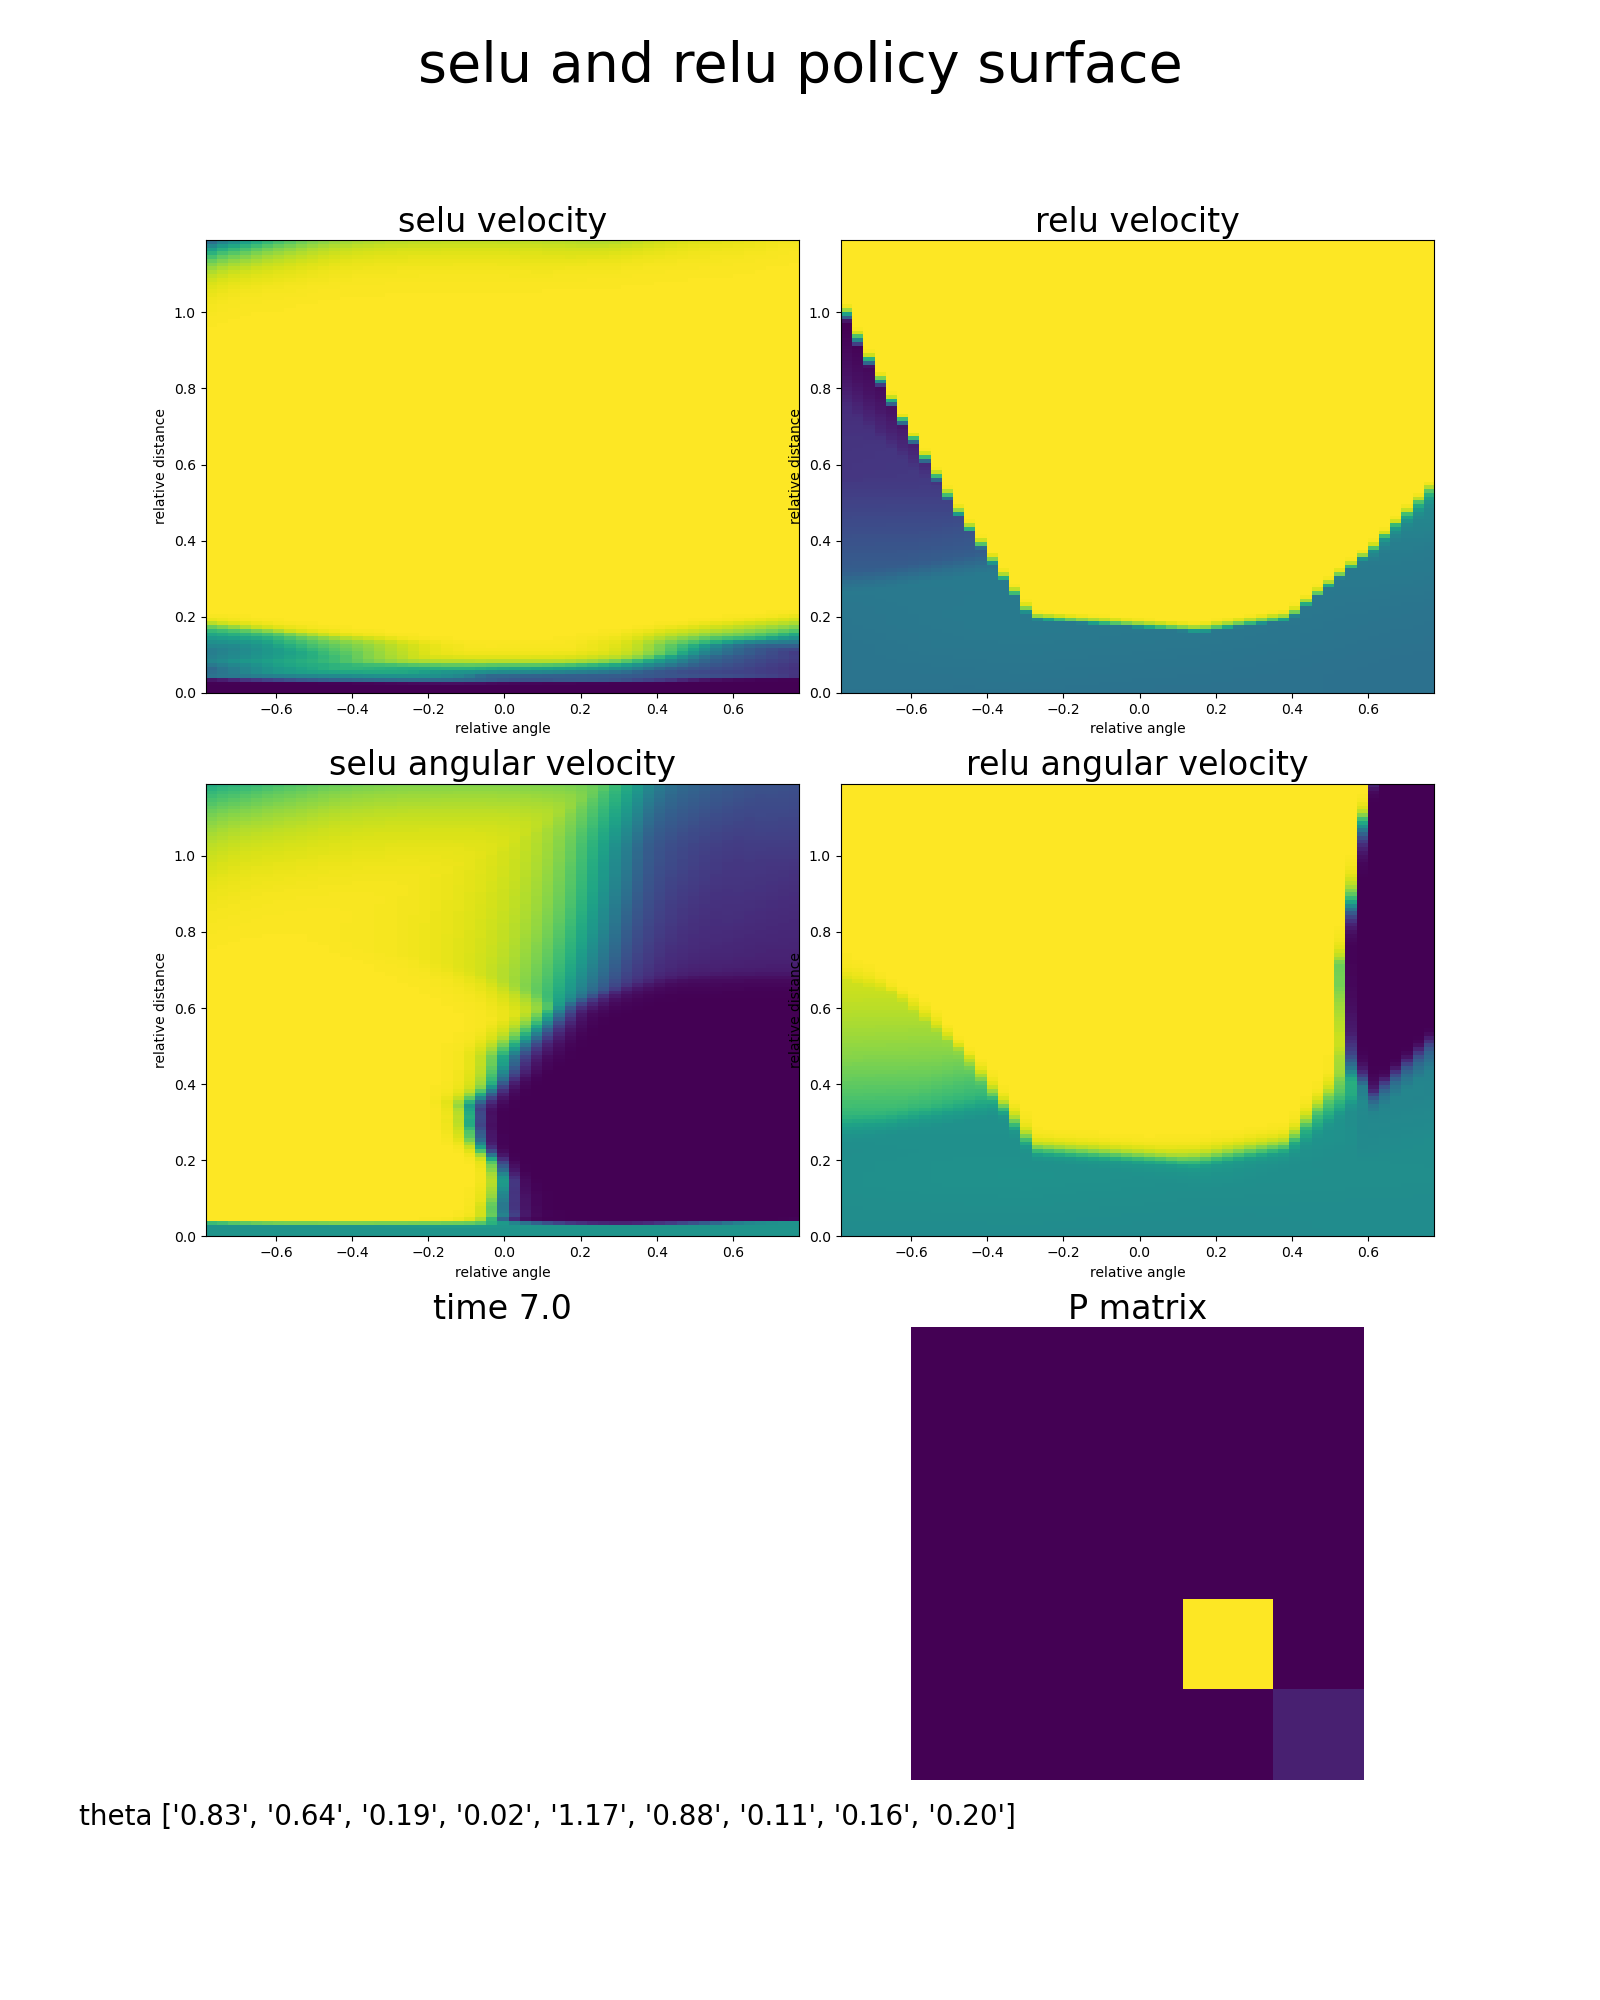 selu and relu policy surface
selu velocity
relu velocity
1.0
0.8
0.6
0.4
0.2
0.0
relative distance
−0.6 −0.4 −0.2 0.0 0.2 0.4 0.6
relative angle
1.0
0.8
0.6
0.4
0.2
0.0
relative distance
−0.6 −0.4 −0.2 0.0 0.2 0.4 0.6
relative angle
selu angular velocity
relu angular velocity
1.0
0.8
0.6
0.4
0.2
0.0
relative distance
−0.6 −0.4 −0.2 0.0 0.2 0.4 0.6
relative angle
1.0
0.8
0.6
0.4
0.2
0.0
relative distance
−0.6 −0.4 −0.2 0.0 0.2 0.4 0.6
relative angle
time 7.0
P matrix
theta ['0.83', '0.64', '0.19', '0.02', '1.17', '0.88', '0.11', '0.16', '0.20']